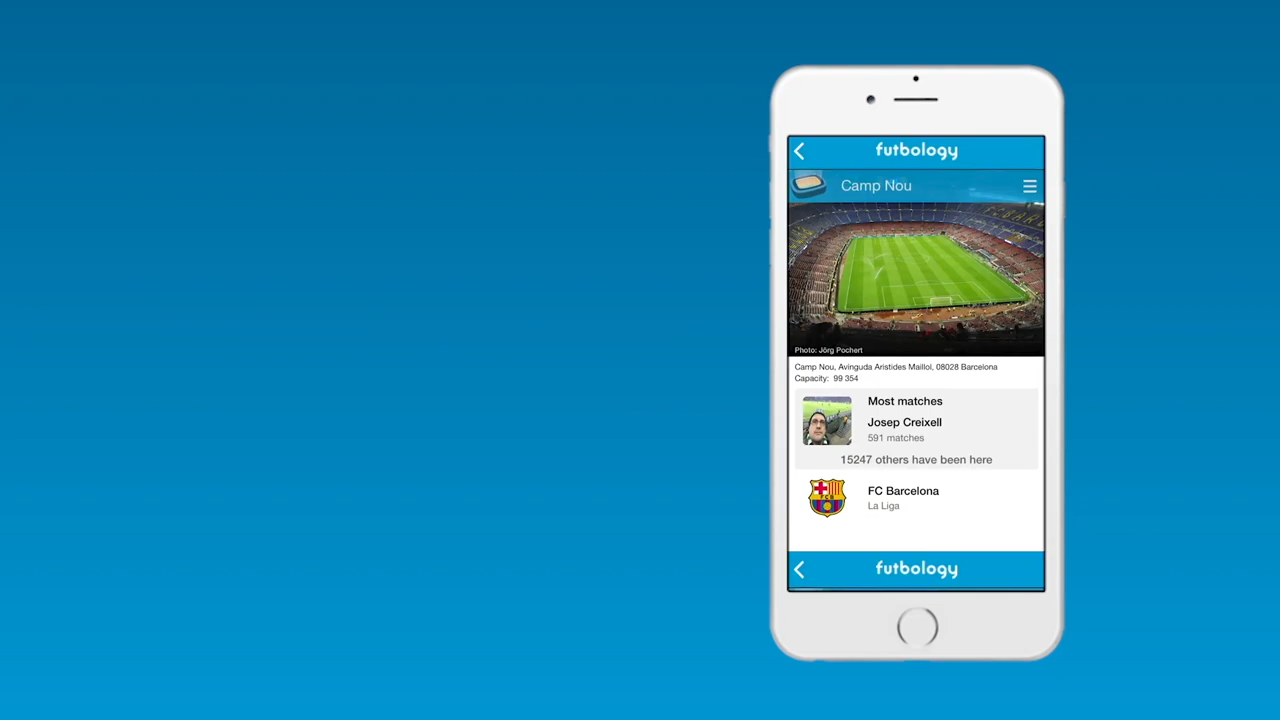 futbology
Camp Nou
Photo: Jörg Pochert
Camp Nou, Avinguda Aristides Maillol, 08028 Barcelona
Capacity: 99 354
Most matches
Josep Creixell
591 matches
15247 others have been here
FCB
FC Barcelona
La Liga
futbology